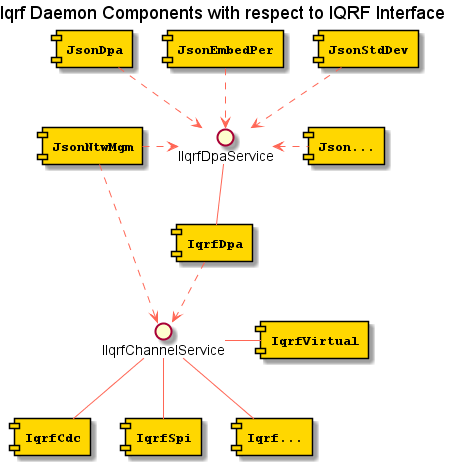 Iqrf Daemon Components with respect to IQRF Interface
JsonDpa JsonEmbedPer JsonStdDev
JsonNtwMgm Json...
IIqrfDpaService
IqrfDpa
IqrfVirtual
IIqrfChannelService
IqrfCdc IqrfSpi Iqrf...